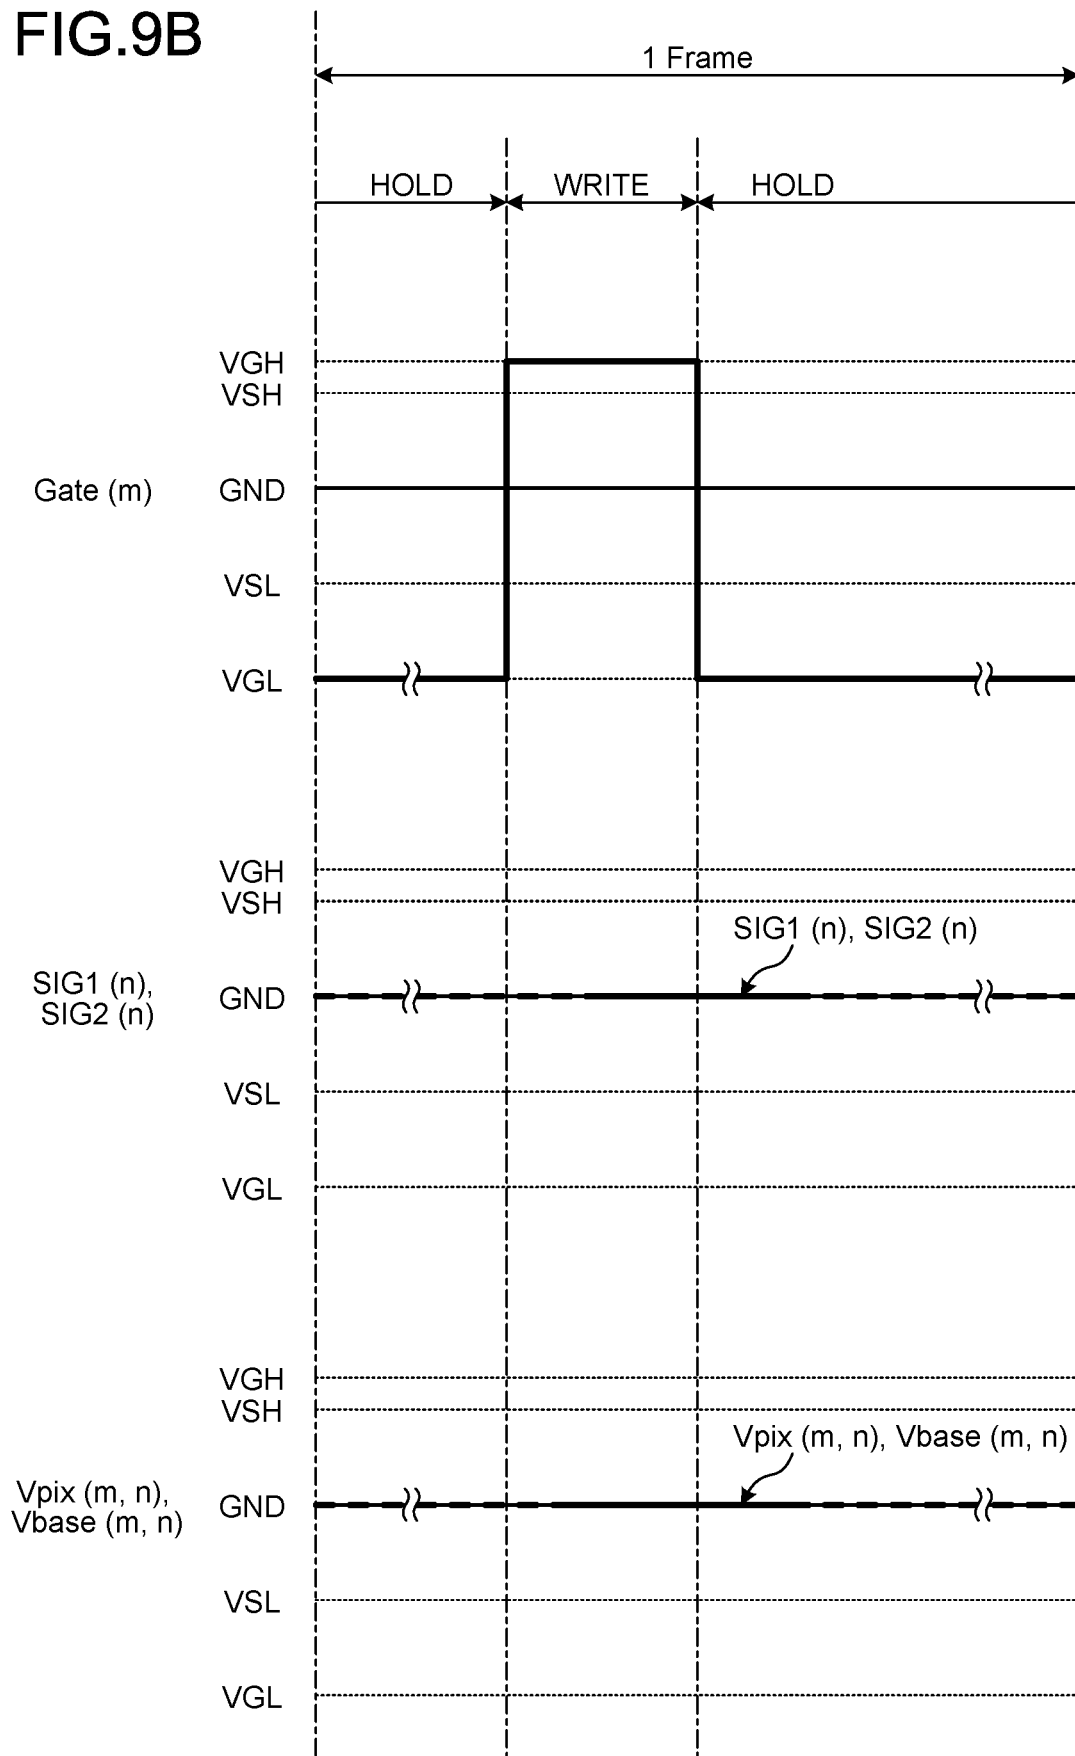 FIG.9B
1 Frame
HOLD WRITE HOLD
VGH
VSH
Gate (m) GND
VSL
VGL
VGH
VSH
SIG1 (n), SIG2 (n)
SIG1 (n),
SIG2 (n)
GND
VSL
VGL
VGH
VSH
Vpix (m, n), Vbase (m, n)
Vpix (m, n),
Vbase (m, n)
GND
VSL
VGL